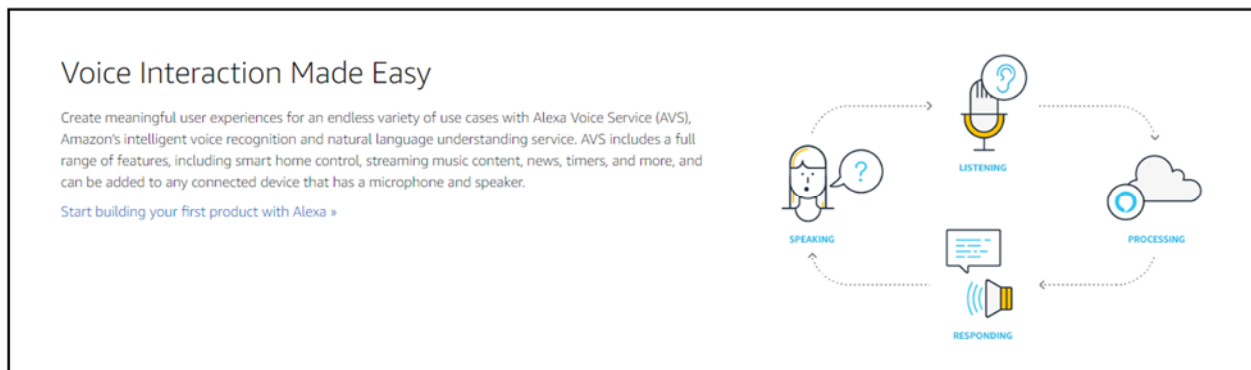 Voice Interaction Made Easy
Create meaningful user experiences for an endless variety of use cases with Alexa Voice Service (AVS),
Amazon's intelligent voice recognition and natural language understanding service. AVS includes a full
range of features, including smart home control, streaming music content, news, timers, and more, and
can be added to any connected device that has a microphone and speaker.
Start building your first product with Alexa »
LISTENING
?
SPEAKING
PROCESSING
RESPONDING